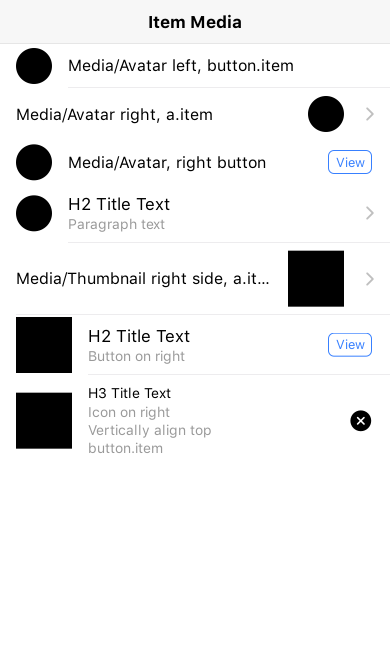 Item Media
Media/Avatar left, button.item
Media/Avatar right, a.item
Media/Avatar, right button
View
H2 Title Text
Paragraph text
Media/Thumbnail right side, a.it...
H2 Title Text
Button on right
View
H3 Title Text
Icon on right
Vertically align top
button.item